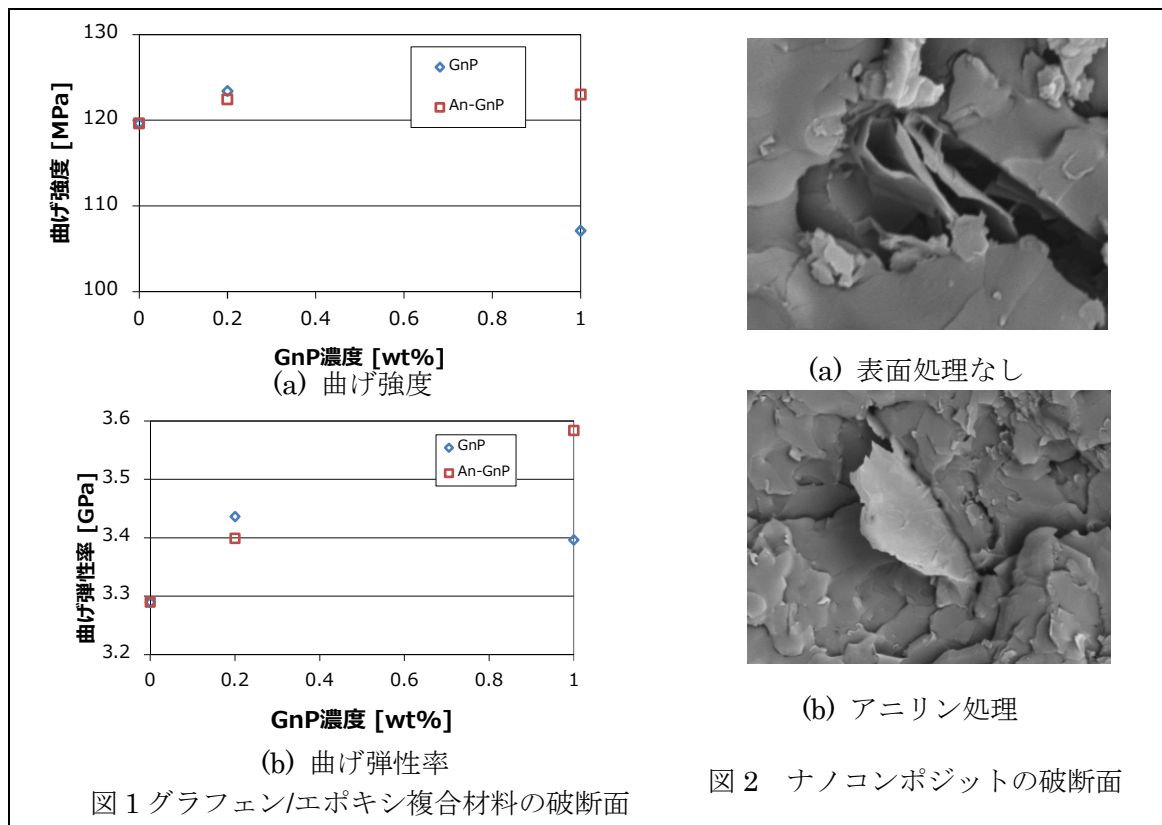 130
120
110
100
曲げ強度 [MPa]
GnP
An-GnP
0 0.2 0.4 0.6 0.8 1
GnP濃度 [wt%]
(a) 曲げ強度
3.6
3.5
3.4
3.3
3.2
曲げ弾性率 [GPa]
GnP
An-GnP
0 0.2 0.4 0.6 0.8 1
GnP濃度 [wt%]
(b) 曲げ弾性率
図 1 グラフェン/エポキシ複合材料の破断面
(a) 表面処理なし
(b) アニリン処理
図 2 ナノコンポジットの破断面